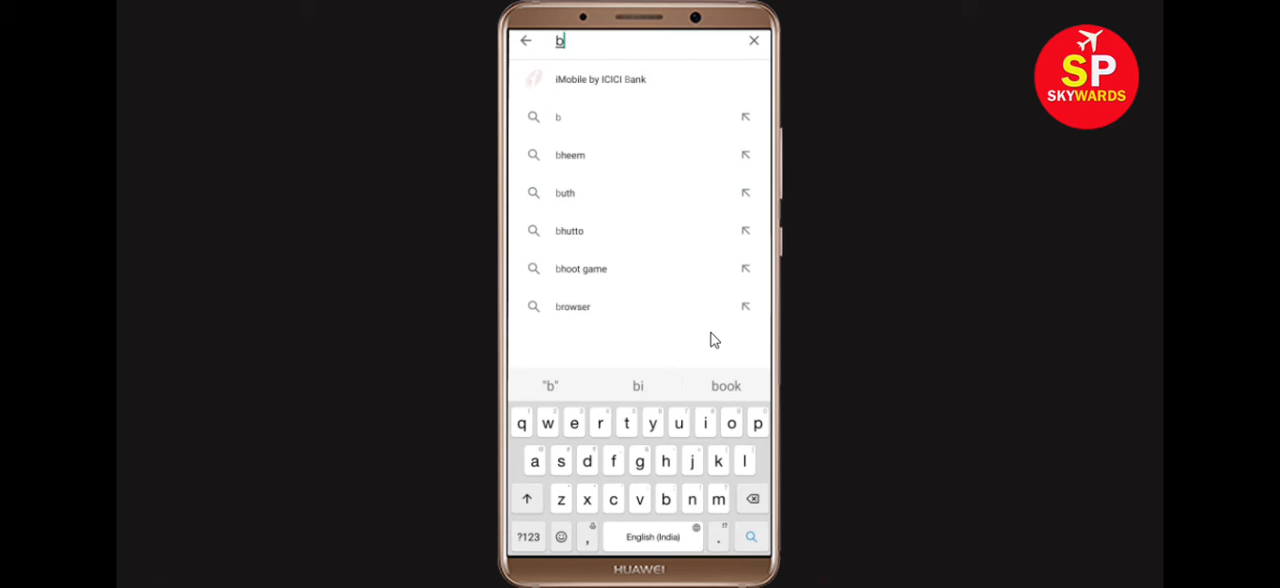 b
iMobile by ICICI Bank
b
bheem
buth
bhutto
bhoot game
browser
"b" bi book
q w e r t y u i o p
a s d f g h j k l
z x c v b n m
?123 , English (India) .
HUAWEI
SP
SKYWARDS